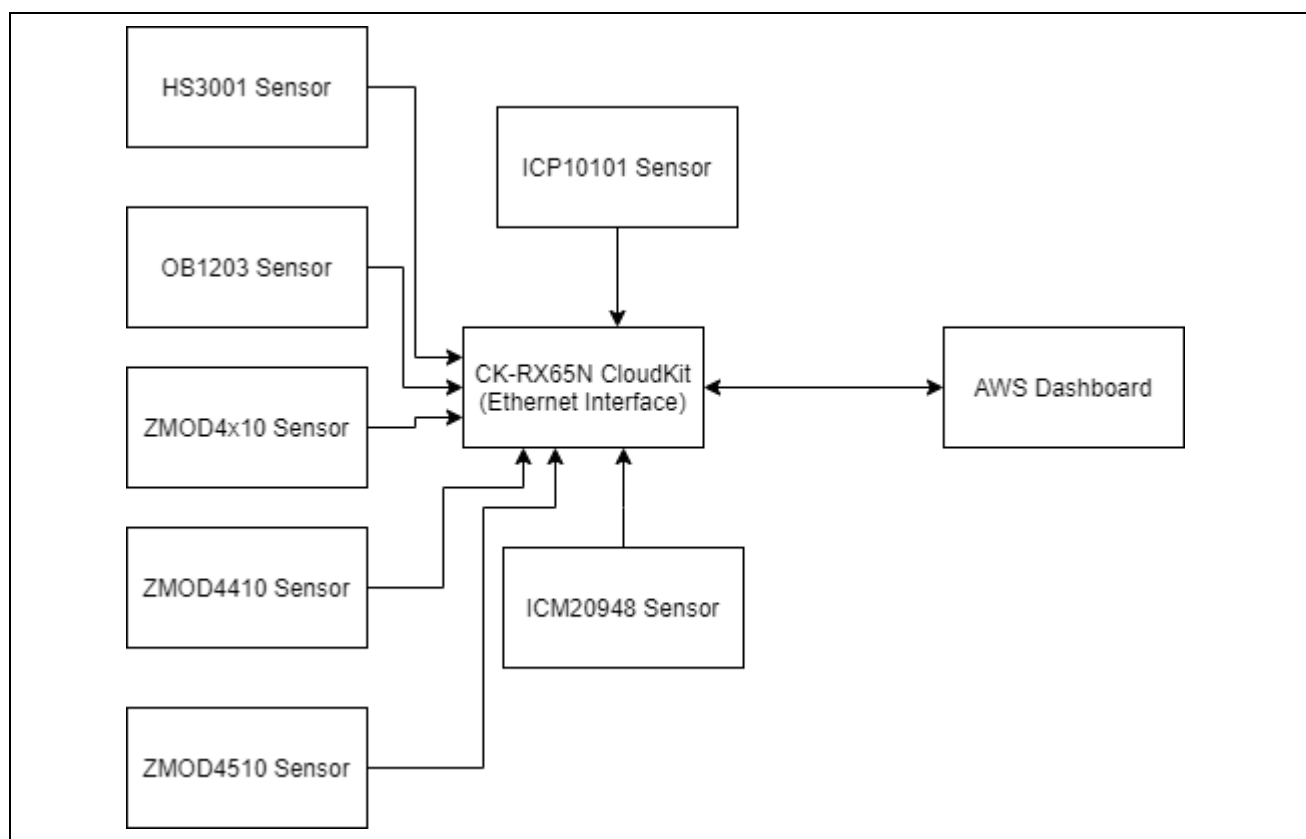 HS3001 Sensor
ICP10101 Sensor
OB1203 Sensor
CK-RX65N CloudKit
(Ethernet Interface)
AWS Dashboard
ZMOD4x10 Sensor
ZMOD4410 Sensor
ICM20948 Sensor
ZMOD4510 Sensor